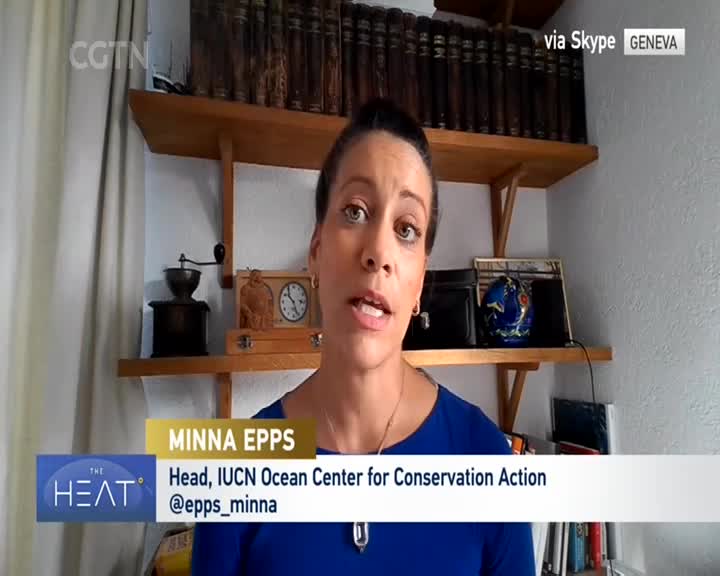 CGTN
via Skype GENEVA
MINNA EPPS
THE HEAT
Head, IUCN Ocean Center for Conservation Action
@epps_minna